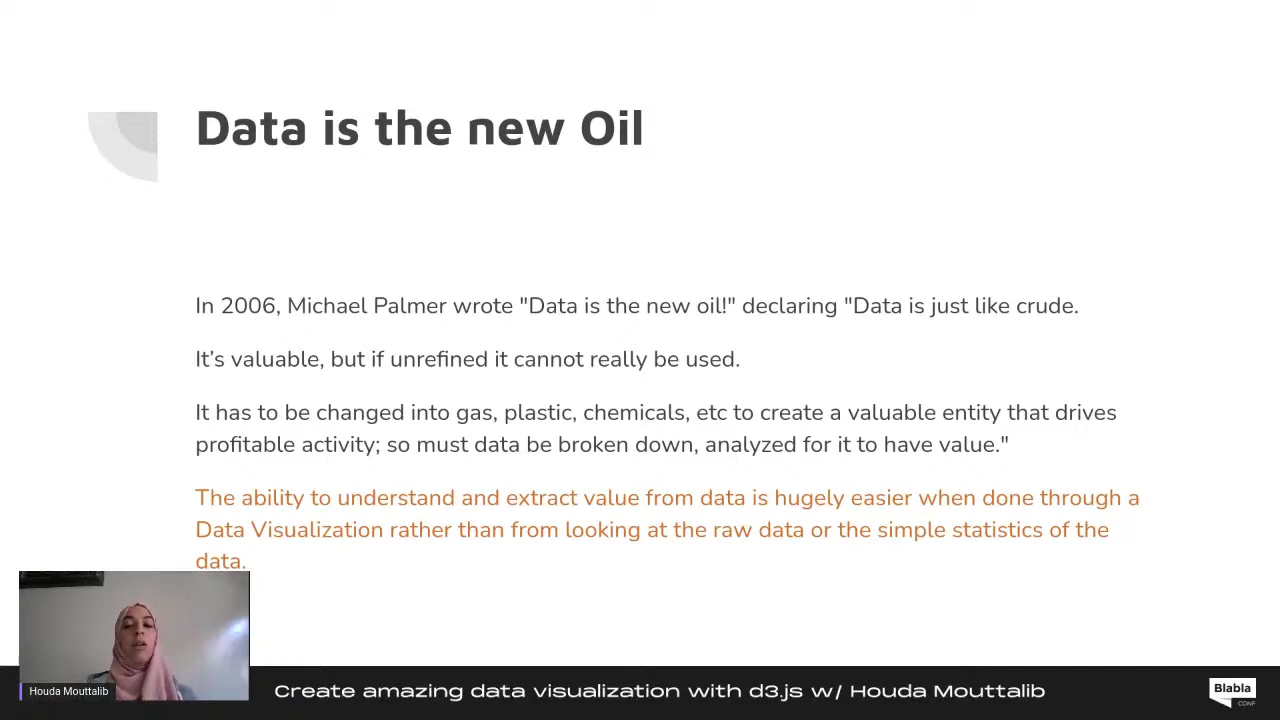 Data is the new Oil
In 2006, Michael Palmer wrote "Data is the new oil!" declaring "Data is just like crude.
It’s valuable, but if unrefined it cannot really be used.
It has to be changed into gas, plastic, chemicals, etc to create a valuable entity that drives
profitable activity; so must data be broken down, analyzed for it to have value."
The ability to understand and extract value from data is hugely easier when done through a
Data Visualization rather than from looking at the raw data or the simple statistics of the
data.
Houda Mouttalib
Create amazing data visualization with d3.js w/ Houda Mouttalib
Blabla
CONF